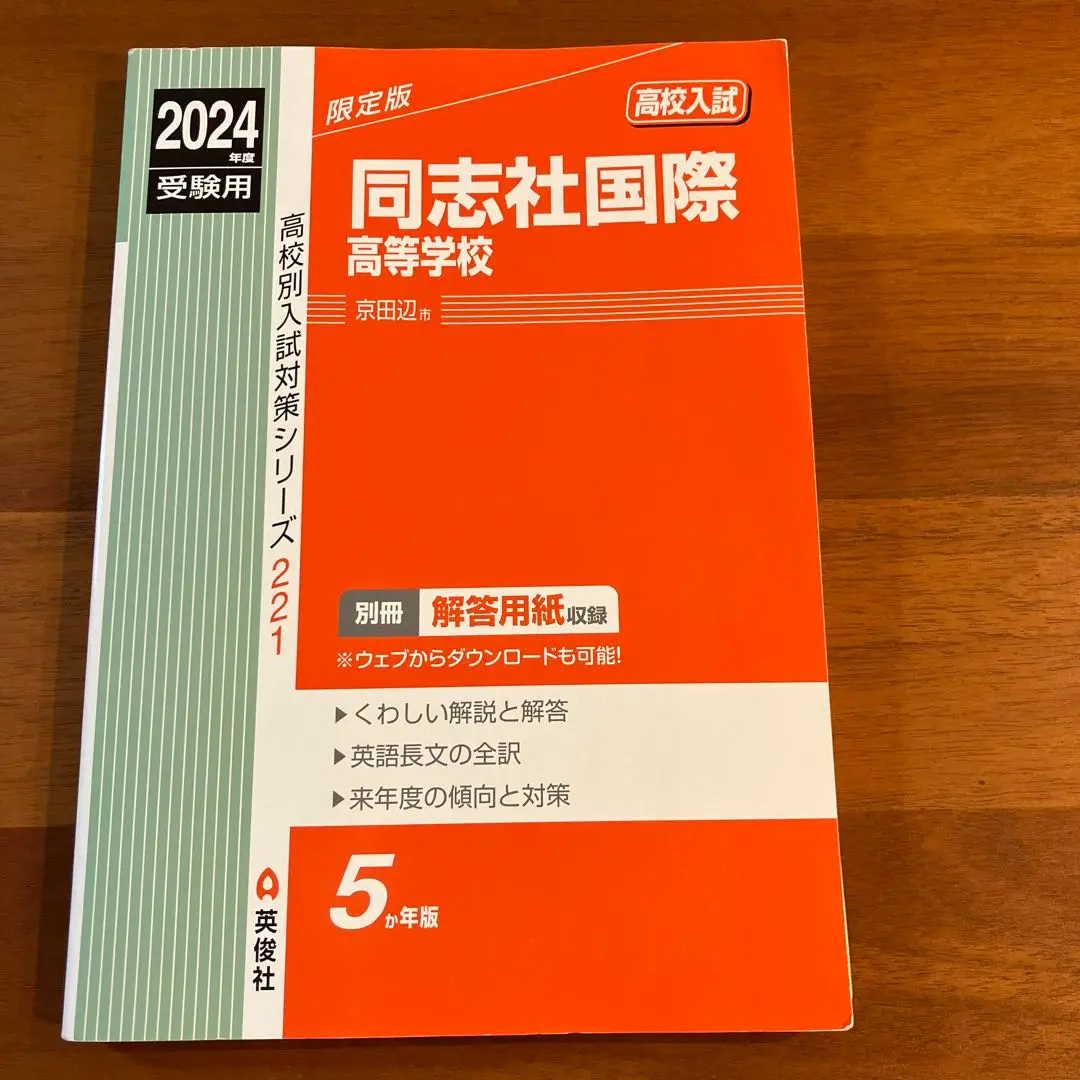 2024
年度
受験用
限定版
高校入試
同志社国際
高等学校
京田辺市
高校別入試対策シリーズ221
別冊 解答用紙収録
※ウェブからダウンロードも可能!
▶くわしい解説と解答
▶英語長文の全訳
▶来年度の傾向と対策
5か年版
英俊社